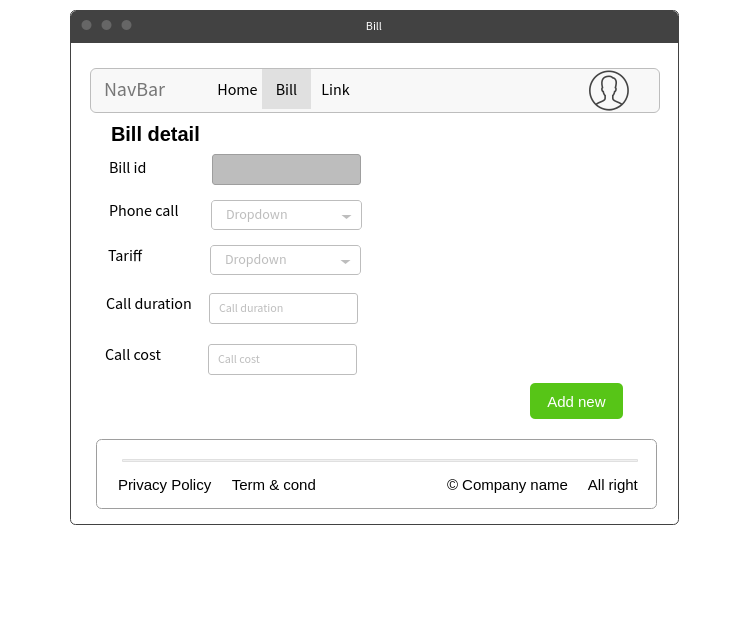 Bill
NavBar Home Bill Link
Bill detail
Bill id
Phone call Dropdown
Tariff Dropdown
Call duration Call duration
Call cost Call cost
Add new
Privacy Policy Term & cond © Company name All right